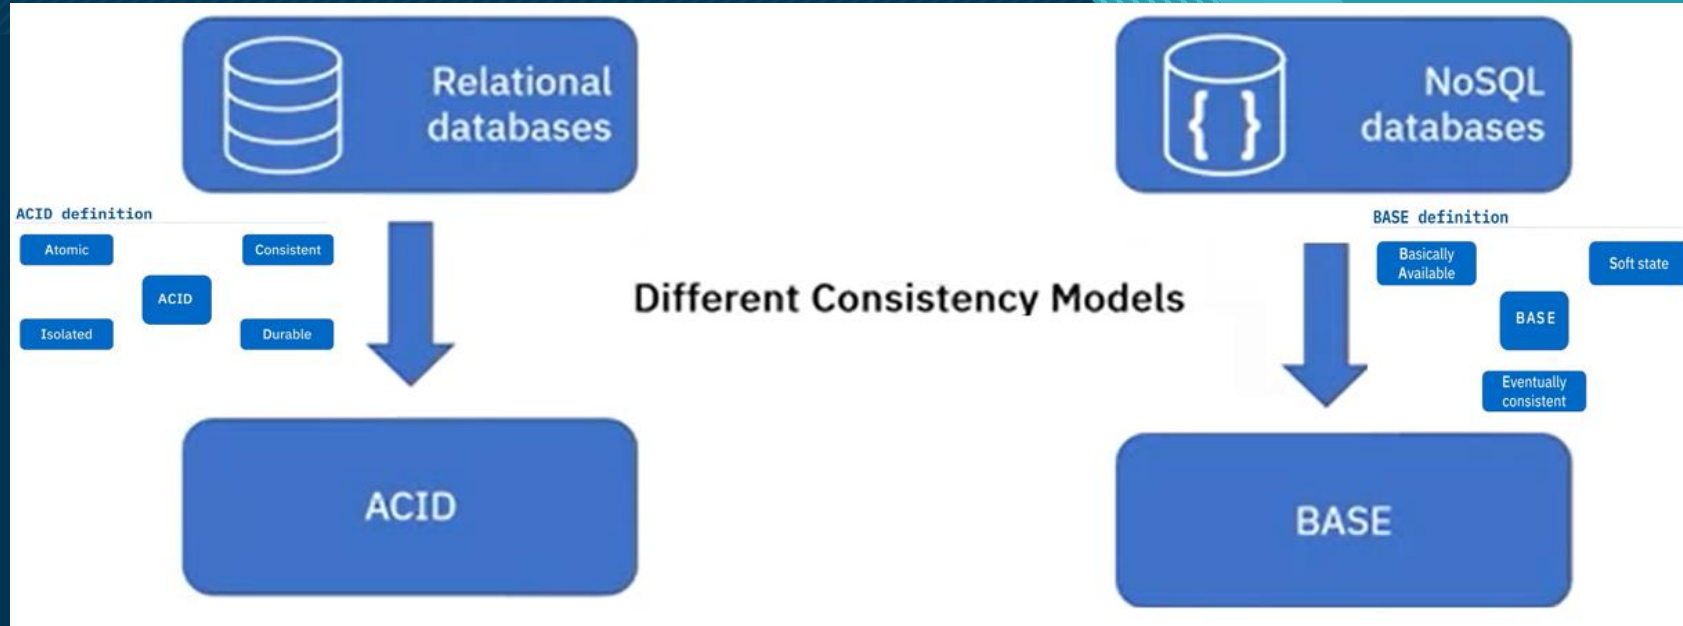 Relational
databases
NoSQL
databases
{ }
ACID definition
Atomic
Consistent
ACID
Isolated
Durable
Different Consistency Models
BASE definition
Basically
Available
Soft state
BASE
Eventually
consistent
ACID
BASE